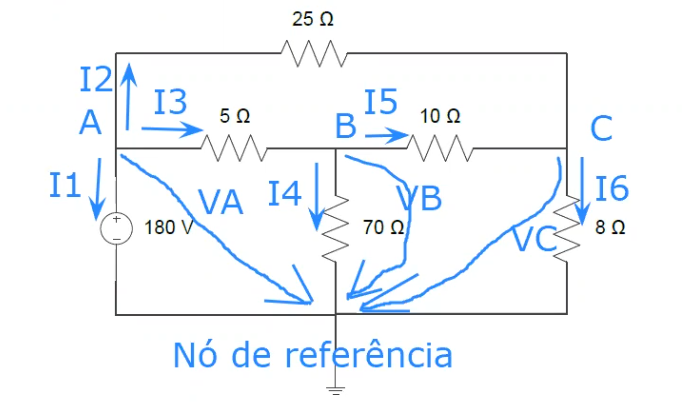 25 Ω
I2
I3
5 Ω
I5
10 Ω
A
B
C
I1
VA
I4
VB
I6
180 V
+
−
70 Ω
VC
8 Ω
Nó de referência